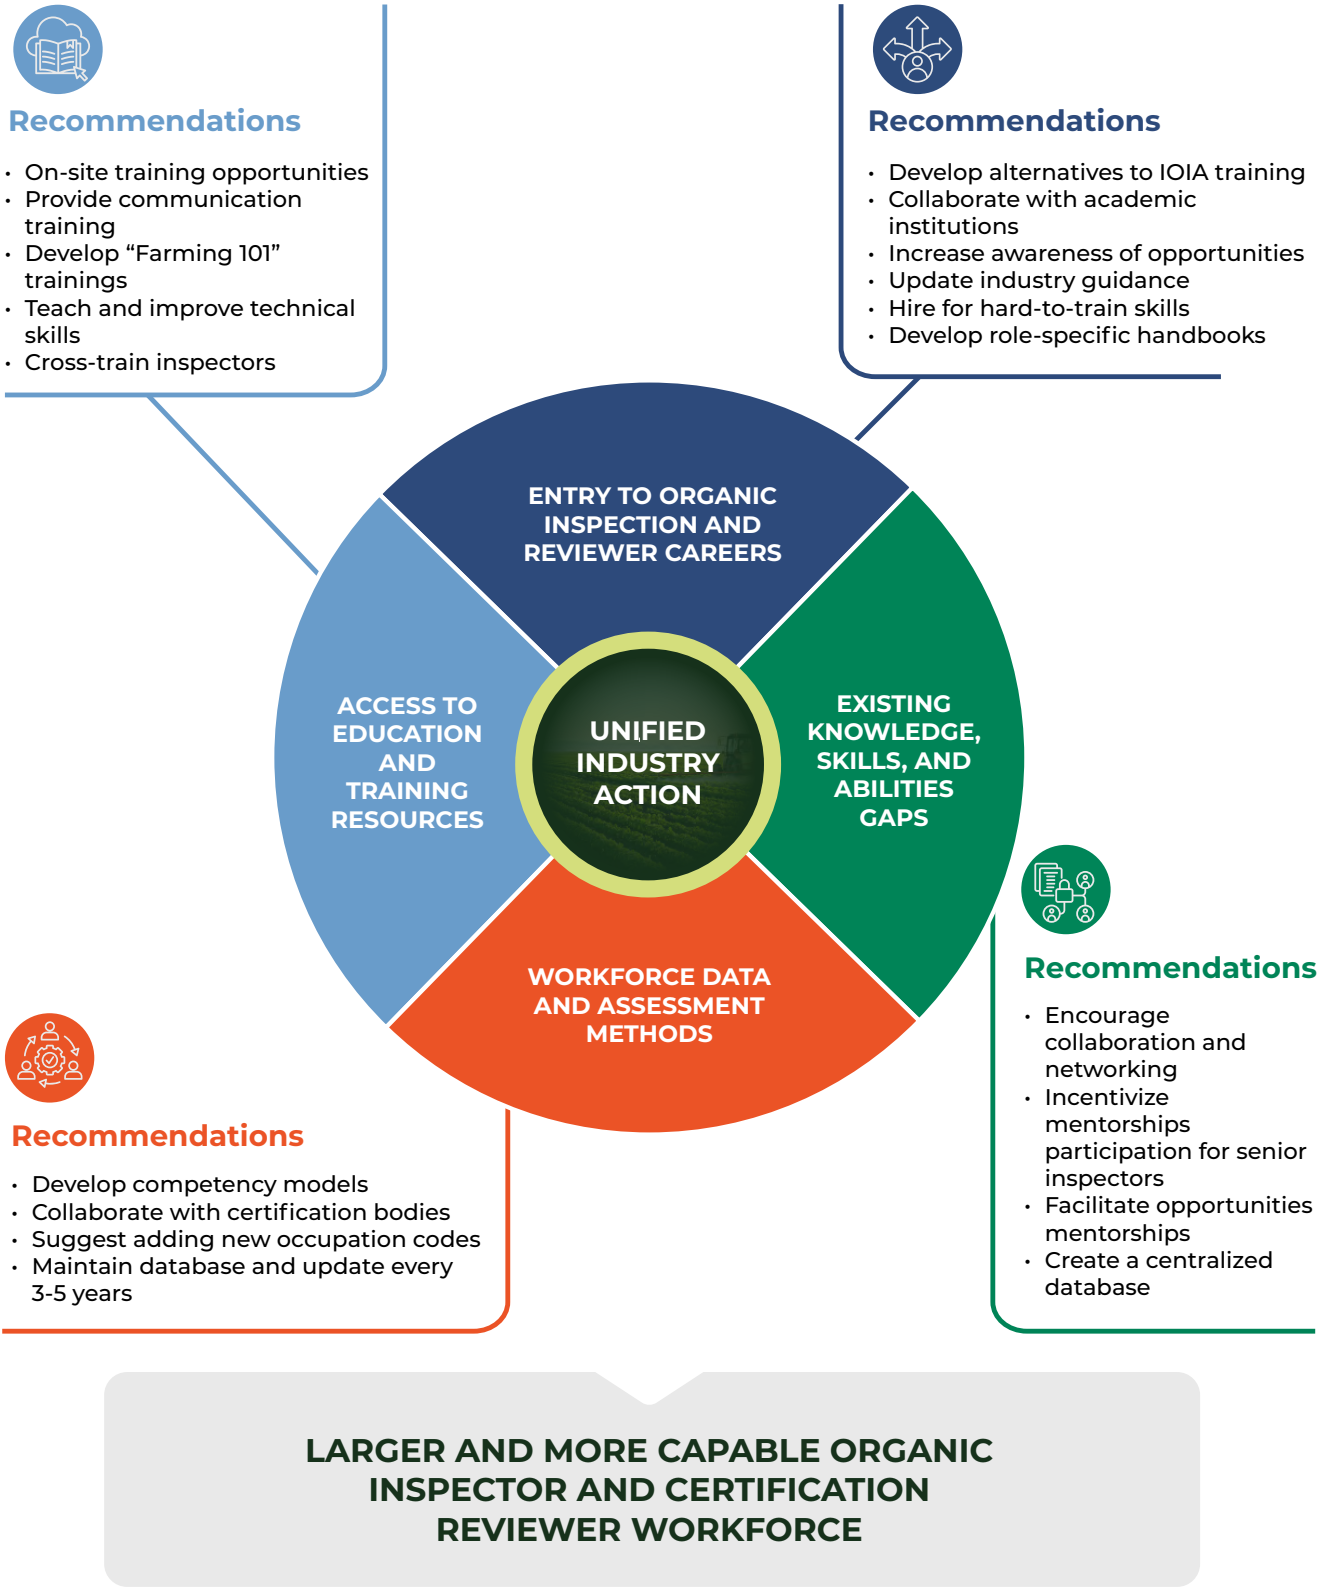 Recommendations
• On-site training opportunities
• Provide communication
training
• Develop “Farming 101”
trainings
• Teach and improve technical
skills
• Cross-train inspectors
Recommendations
• Develop alternatives to IOIA training
• Collaborate with academic
institutions
• Increase awareness of opportunities
• Update industry guidance
• Hire for hard-to-train skills
• Develop role-specific handbooks
ENTRY TO ORGANIC
INSPECTION AND
REVIEWER CAREERS
ACCESS TO
EDUCATION
AND
TRAINING
RESOURCES
UNIFIED
INDUSTRY
ACTION
EXISTING
KNOWLEDGE,
SKILLS, AND
ABILITIES
GAPS
WORKFORCE DATA
AND ASSESSMENT
METHODS
Recommendations
• Encourage
collaboration and
networking
• Incentivize
mentorships
participation for senior
inspectors
• Facilitate opportunities
mentorships
• Create a centralized
database
Recommendations
• Develop competency models
• Collaborate with certification bodies
• Suggest adding new occupation codes
• Maintain database and update every
3-5 years
LARGER AND MORE CAPABLE ORGANIC
INSPECTOR AND CERTIFICATION
REVIEWER WORKFORCE